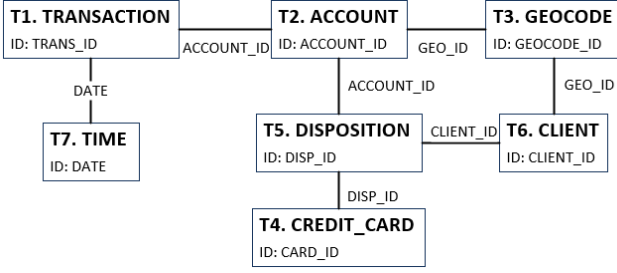 T1. TRANSACTION
ID: TRANS_ID
ACCOUNT_ID
T2. ACCOUNT
ID: ACCOUNT_ID
GEO_ID
T3. GEOCODE
ID: GEOCODE_ID
DATE
ACCOUNT_ID
GEO_ID
T7. TIME
ID: DATE
T5. DISPOSITION
ID: DISP_ID
CLIENT_ID
T6. CLIENT
ID: CLIENT_ID
DISP_ID
T4. CREDIT_CARD
ID: CARD_ID